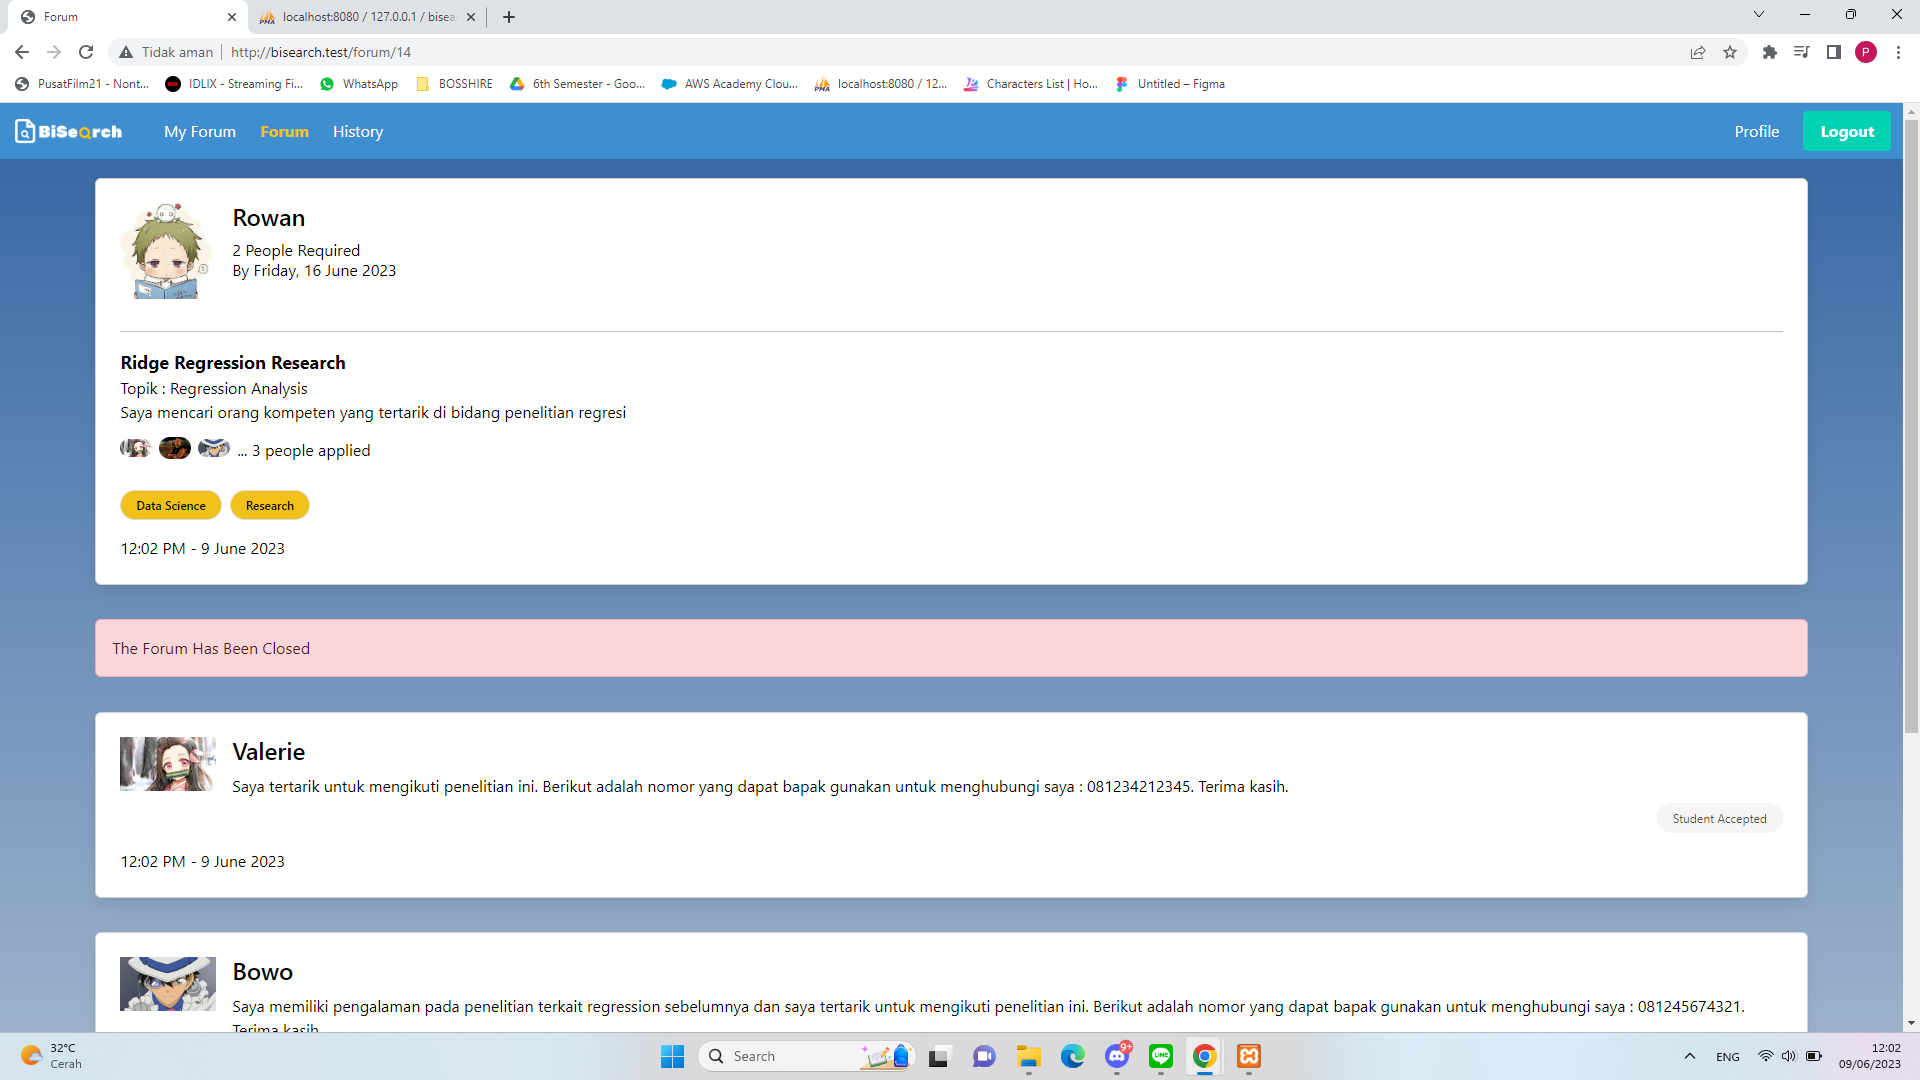 Forum
localhost:8080 / 127.0.0.1 / bisea
Tidak aman
http://bisearch.test/forum/14
P
PusatFilm21 - Nont...
IDLIX - Streaming Fi...
WhatsApp
BOSSHIRE
6th Semester - Goo...
AWS Academy Clou...
localhost:8080 / 12...
Characters List | Ho...
Untitled – Figma
BiSearch
My Forum
Forum
History
Profile
Logout
Rowan
2 People Required
By Friday, 16 June 2023
Ridge Regression Research
Topik : Regression Analysis
Saya mencari orang kompeten yang tertarik di bidang penelitian regresi
... 3 people applied
Data Science
Research
12:02 PM - 9 June 2023
The Forum Has Been Closed
Valerie
Saya tertarik untuk mengikuti penelitian ini. Berikut adalah nomor yang dapat bapak gunakan untuk menghubungi saya : 081234212345. Terima kasih.
Student Accepted
12:02 PM - 9 June 2023
Bowo
Saya memiliki pengalaman pada penelitian terkait regression sebelumnya dan saya tertarik untuk mengikuti penelitian ini. Berikut adalah nomor yang dapat bapak gunakan untuk menghubungi saya : 081245674321.
Terima kasih
32°C
Cerah
Search
9+
LINE
ENG
12:02
09/06/2023